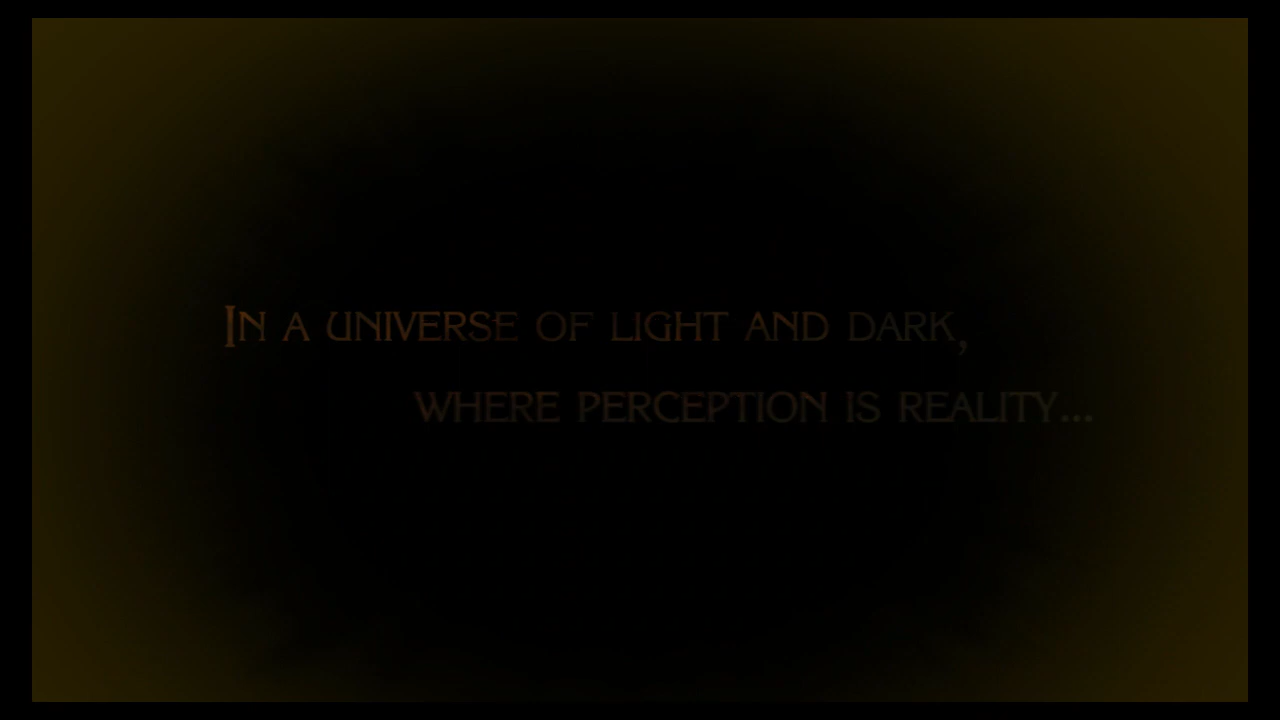 In a universe of light and dark,
where perception is reality...